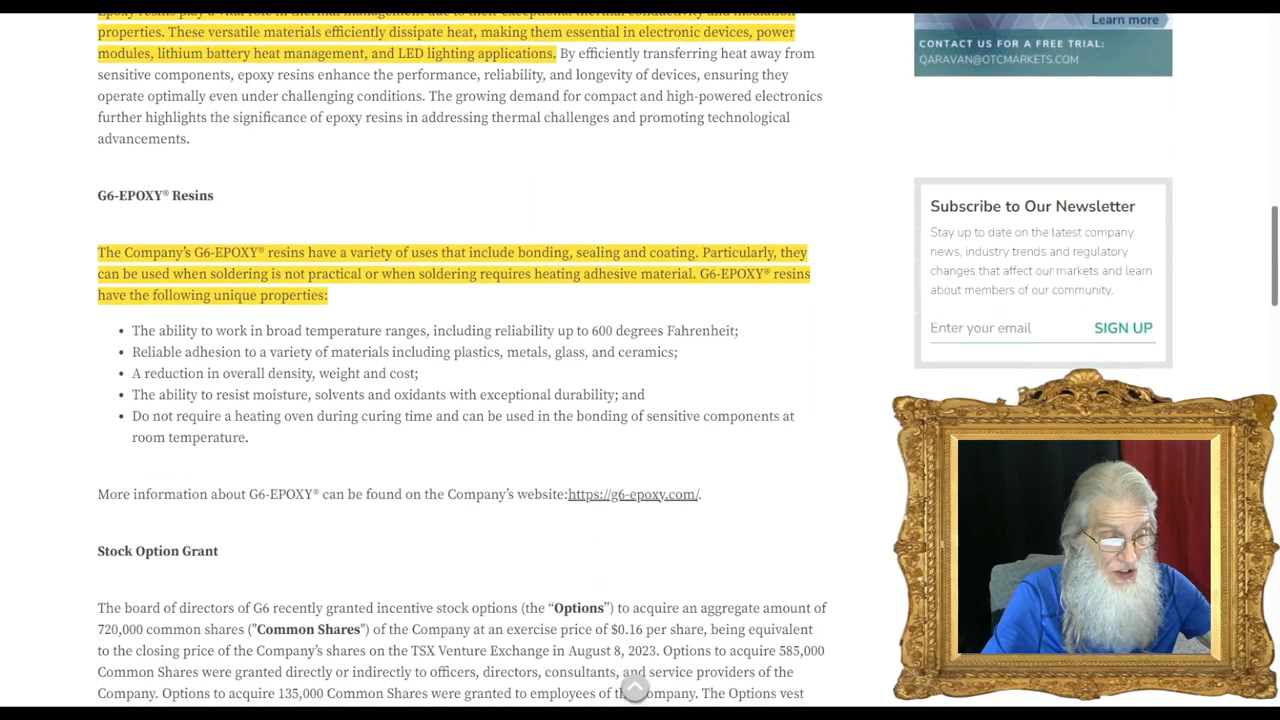 Epoxy resins play a vital role in thermal management due to their exceptional thermal conductivity and insulation
properties. These versatile materials efficiently dissipate heat, making them essential in electronic devices, power
modules, lithium battery heat management, and LED lighting applications. By efficiently transferring heat away from
sensitive components, epoxy resins enhance the performance, reliability, and longevity of devices, ensuring they
operate optimally even under challenging conditions. The growing demand for compact and high-powered electronics
further highlights the significance of epoxy resins in addressing thermal challenges and promoting technological
advancements.
G6-EPOXY® Resins
The Company's G6-EPOXY® resins have a variety of uses that include bonding, sealing and coating. Particularly, they
can be used when soldering is not practical or when soldering requires heating adhesive material. G6-EPOXY® resins
have the following unique properties:
• The ability to work in broad temperature ranges, including reliability up to 600 degrees Fahrenheit;
• Reliable adhesion to a variety of materials including plastics, metals, glass, and ceramics;
• A reduction in overall density, weight and cost;
• The ability to resist moisture, solvents and oxidants with exceptional durability; and
• Do not require a heating oven during curing time and can be used in the bonding of sensitive components at
room temperature.
More information about G6-EPOXY® can be found on the Company's website:https://g6-epoxy.com/.
Stock Option Grant
The board of directors of G6 recently granted incentive stock options (the “Options”) to acquire an aggregate amount of
720,000 common shares ("Common Shares") of the Company at an exercise price of $0.16 per share, being equivalent
to the closing price of the Company's shares on the TSX Venture Exchange in August 8, 2023. Options to acquire 585,000
Common Shares were granted directly or indirectly to officers, directors, consultants, and service providers of the
Company. Options to acquire 135,000 Common Shares were granted to employees of the Company. The Options vest
Learn more
CONTACT US FOR A FREE TRIAL:
QARAVAN@OTCMARKETS.COM
Subscribe to Our Newsletter
Stay up to date on the latest company
news, industry trends and regulatory
changes that affect our markets and learn
about members of our community.
Enter your email SIGN UP